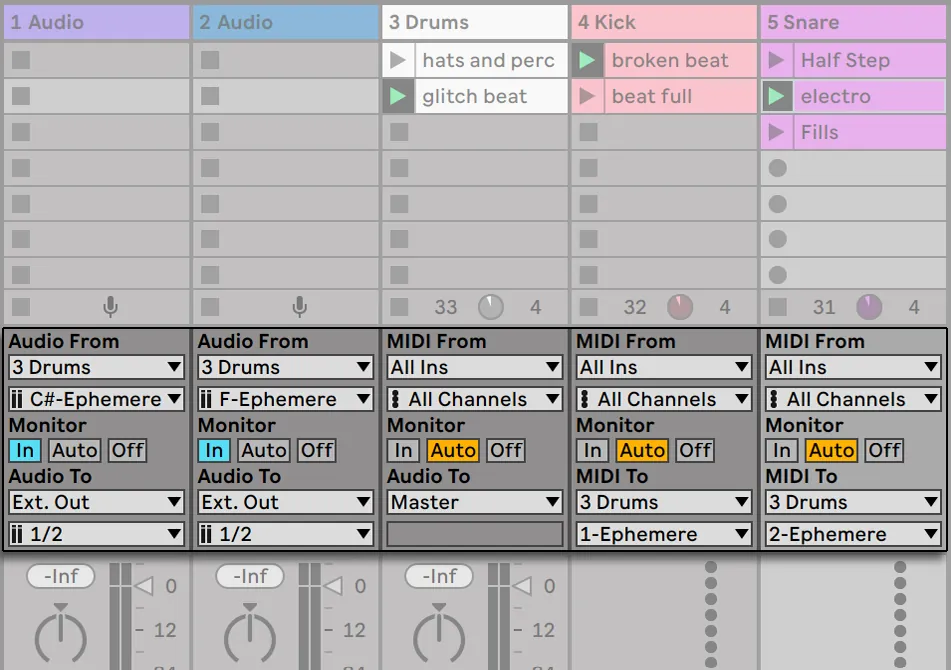 1 Audio 2 Audio 3 Drums 4 Kick 5 Snare
hats and perc broken beat Half Step
glitch beat beat full electro
Fills
33 4 32 4 31 4
Audio From Audio From MIDI From MIDI From MIDI From
3 Drums 3 Drums All Ins All Ins All Ins
C#-Ephemere F-Ephemere All Channels All Channels All Channels
Monitor Monitor Monitor Monitor Monitor
In Auto Off In Auto Off In Auto Off In Auto Off In Auto Off
Audio To Audio To Audio To MIDI To MIDI To
Ext. Out Ext. Out Master 3 Drums 3 Drums
1/2 1/2 1-Ephemere 2-Ephemere
-Inf 0 -Inf 0 -Inf 0
12 12 12